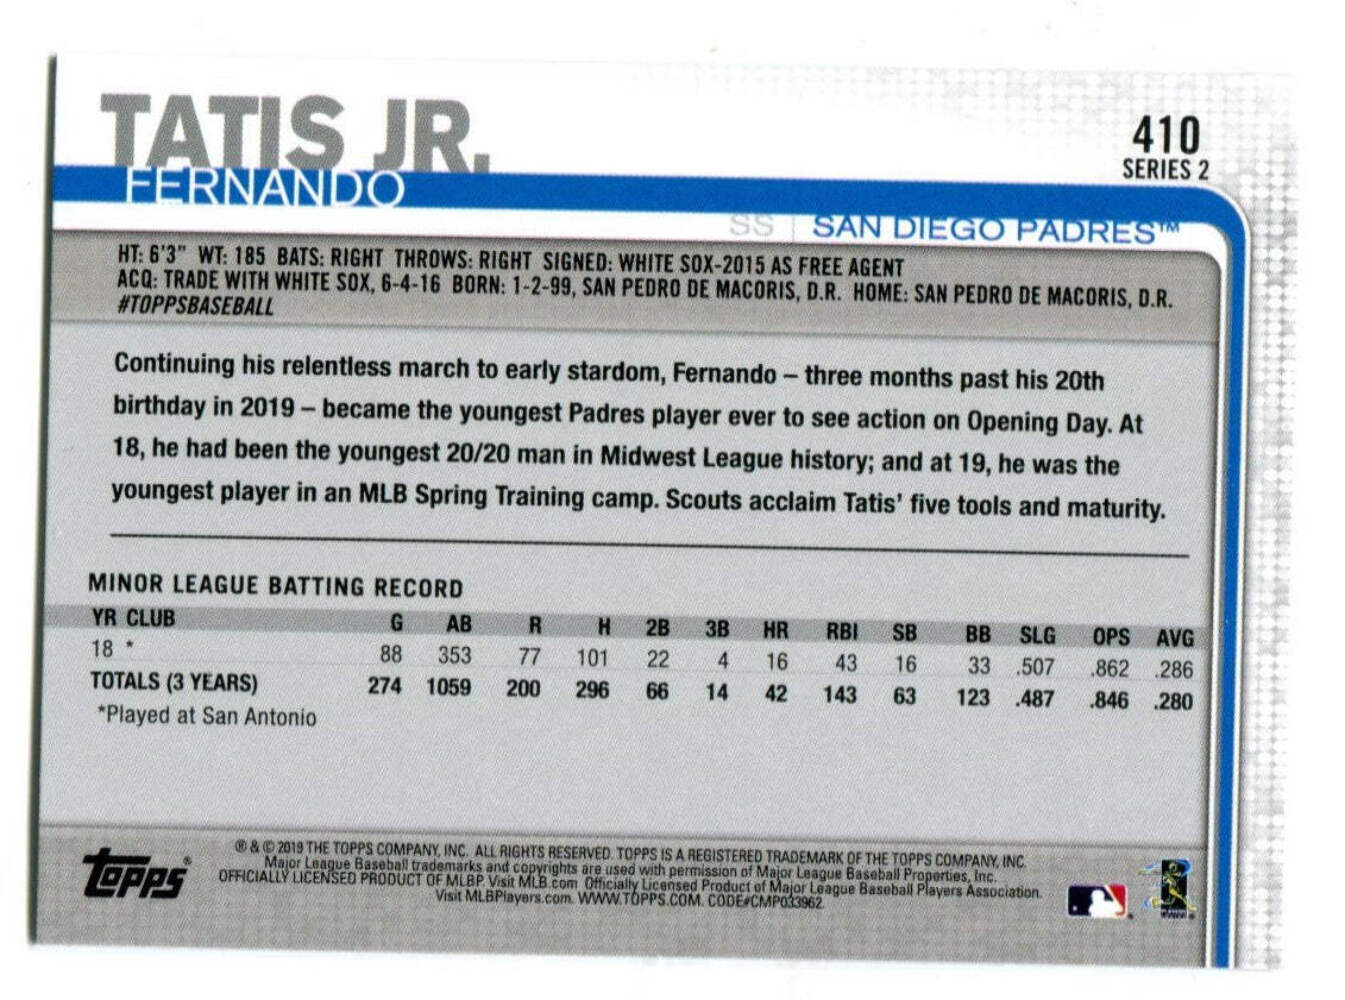 TATIS JR.
FERNANDO
410
SERIES 2
SS | SAN DIEGO PADRES™
HT: 6'3" WT: 185 BATS: RIGHT THROWS: RIGHT SIGNED: WHITE SOX-2015 AS FREE AGENT
ACQ: TRADE WITH WHITE SOX, 6-4-16 BORN: 1-2-99, SAN PEDRO DE MACORIS, D.R. HOME: SAN PEDRO DE MACORIS, D.R.
#TOPPSBASEBALL
Continuing his relentless march to early stardom, Fernando – three months past his 20th
birthday in 2019 – became the youngest Padres player ever to see action on Opening Day. At
18, he had been the youngest 20/20 man in Midwest League history; and at 19, he was the
youngest player in an MLB Spring Training camp. Scouts acclaim Tatis' five tools and maturity.
MINOR LEAGUE BATTING RECORD
YR CLUB G AB R H 2B 3B HR RBI SB BB SLG OPS AVG
18 * 88 353 77 101 22 4 16 43 16 33 .507 .862 .286
TOTALS (3 YEARS) 274 1059 200 296 66 14 42 143 63 123 .487 .846 .280
*Played at San Antonio
topps®
® & © 2019 THE TOPPS COMPANY, INC. ALL RIGHTS RESERVED. TOPPS IS A REGISTERED TRADEMARK OF THE TOPPS COMPANY, INC.
Major League Baseball trademarks and copyrights are used with permission of Major League Baseball Properties, Inc.
OFFICIALLY LICENSED PRODUCT OF MLBP. Visit MLB.com Officially Licensed Product of Major League Baseball Players Association.
Visit MLBPlayers.com. WWW.TOPPS.COM. CODE#CMP033962